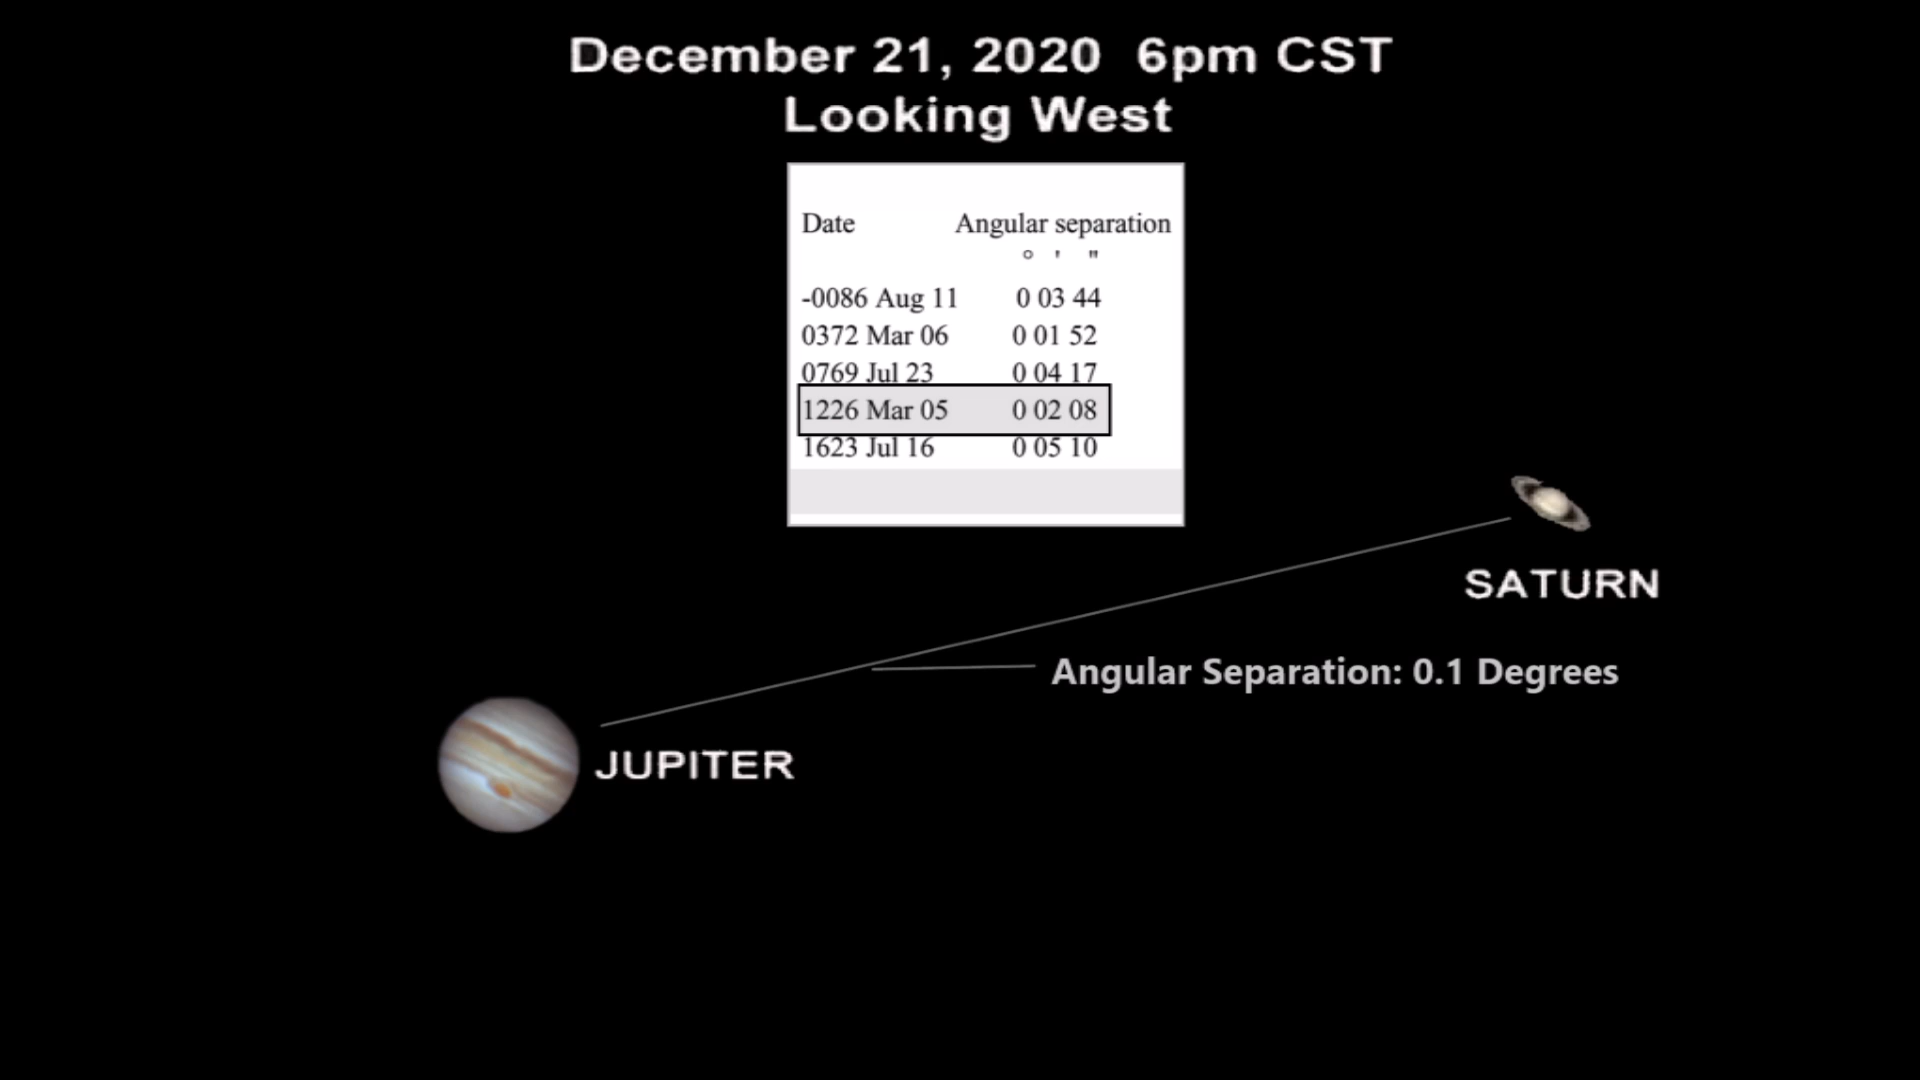 December 21, 2020 6pm CST
Looking West
Date Angular separation
° ' "
-0086 Aug 11 0 03 44
0372 Mar 06 0 01 52
0769 Jul 23 0 04 17
1226 Mar 05 0 02 08
1623 Jul 16 0 05 10
SATURN
Angular Separation: 0.1 Degrees
JUPITER